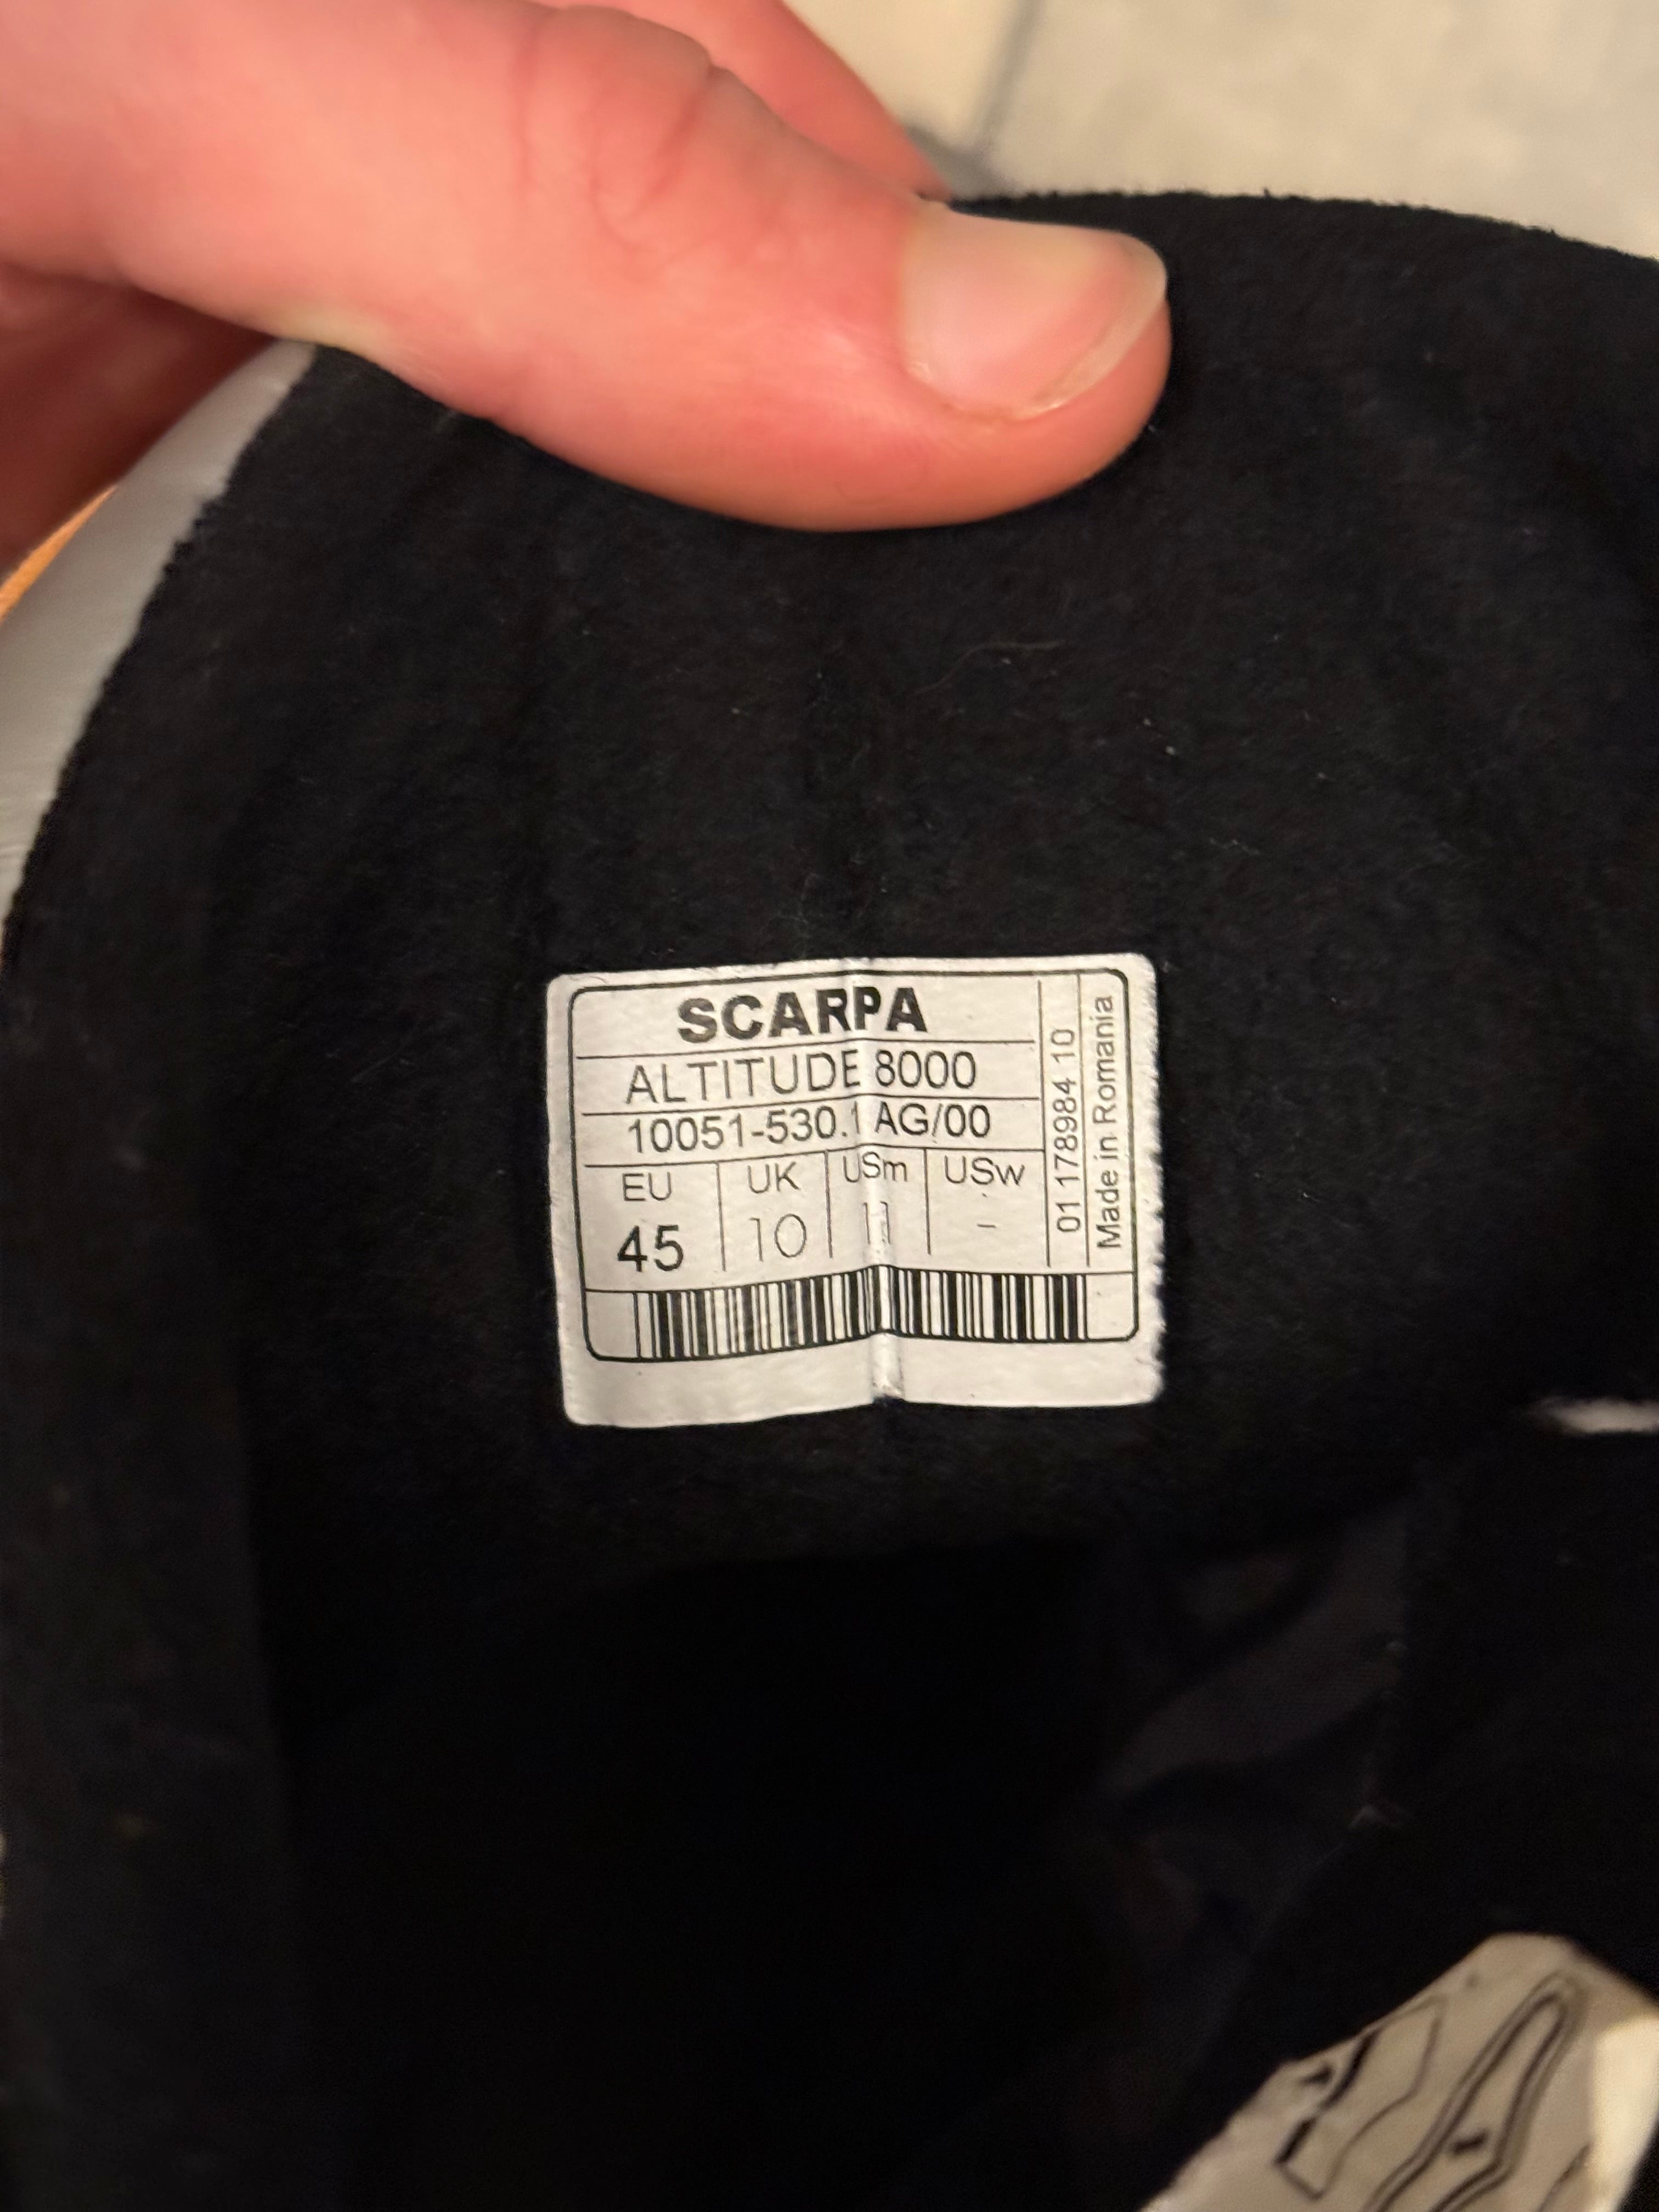 SCARPA
ALTITUDE 8000
10051-530.1 AG/00
EU UK USm USw
45 10 11 -
01 178984 10
Made in Romania